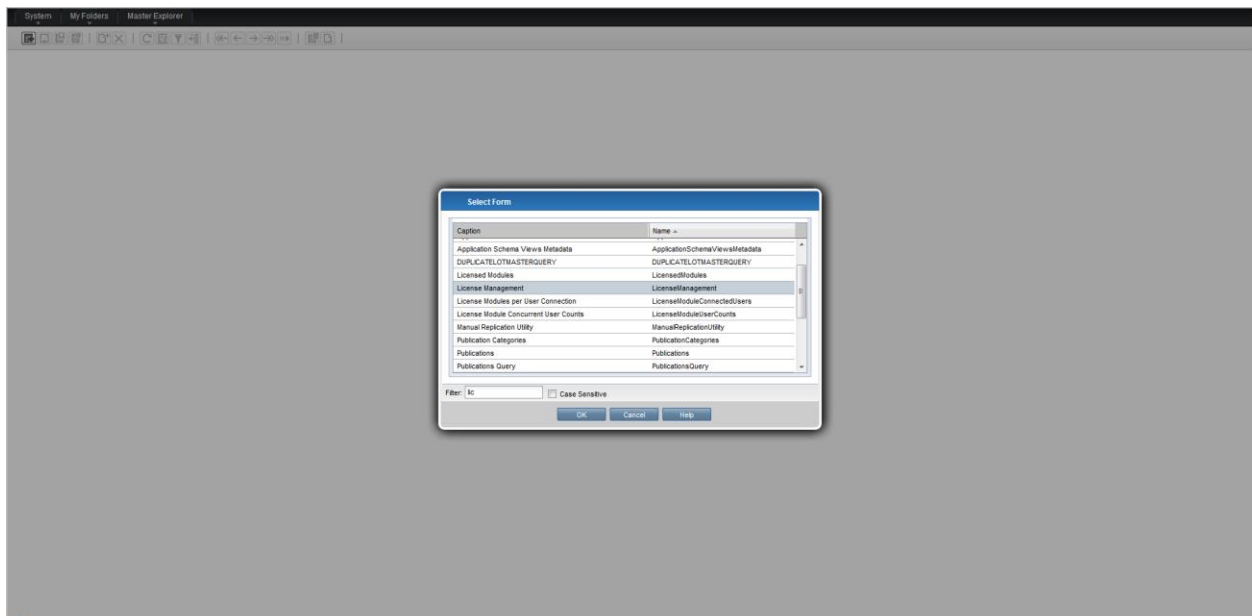 System My Folders Master Explorer
Select Form
Caption Name
Application Schema Views Metadata ApplicationSchemaViewsMetadata
DUPLICATELOTMASTERQUERY DUPLICATELOTMASTERQUERY
Licensed Modules LicensedModules
License Management LicenseManagement
License Modules per User Connection LicenseModuleConnectedUsers
License Module Concurrent User Counts LicenseModuleUserCounts
Manual Replication Utility ManualReplicationUtility
Publication Categories PublicationCategories
Publications Publications
Publications Query PublicationsQuery
Filter: lic Case Sensitive
OK Cancel Help